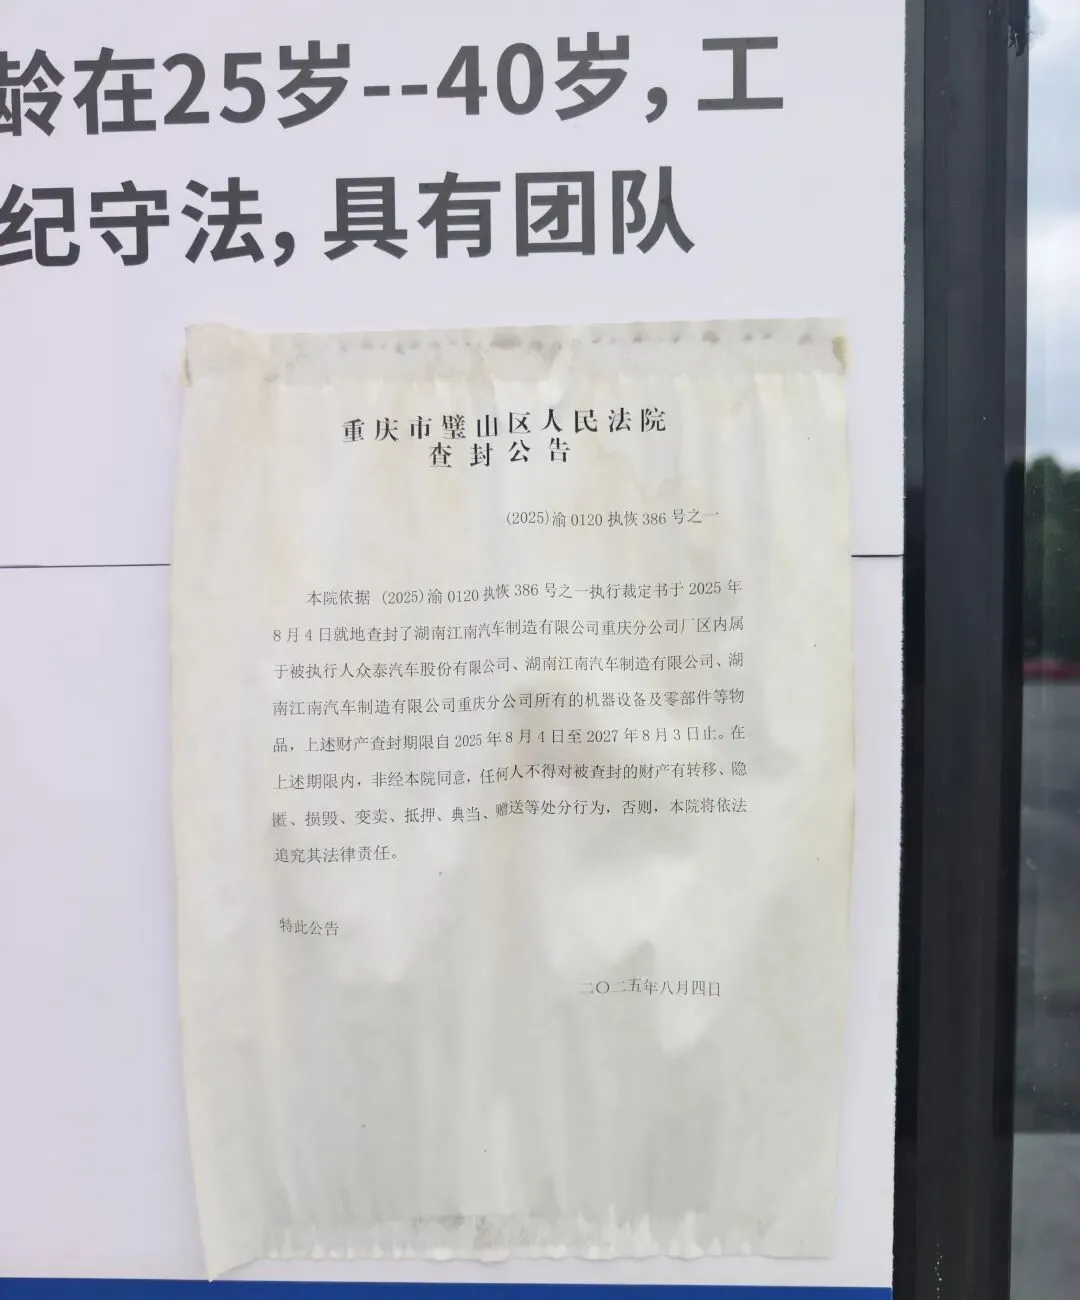 龄在25岁--40岁，工
纪守法，具有团队
重庆市璧山区人民法院
查封公告
(2025)渝0120执恢386号之一
本院依据（2025)渝0120执恢386号之一执行裁定书于2025年
8月4日就地查封了湖南江南汽车制造有限公司重庆分公司厂区内属
于被执行人众泰汽车股份有限公司、湖南江南汽车制造有限公司、湖
南江南汽车制造有限公司重庆分公司所有的机器设备及零部件等物
品，上述财产查封期限自2025年8月4日至2027年8月3日止。在
上述期限内，非经本院同意，任何人不得对被查封的财产有转移、隐
匿、损毁、变卖、抵押、典当、赠送等处分行为，否则，本院将依法
追究其法律责任。
特此公告
二〇二五年八月四日